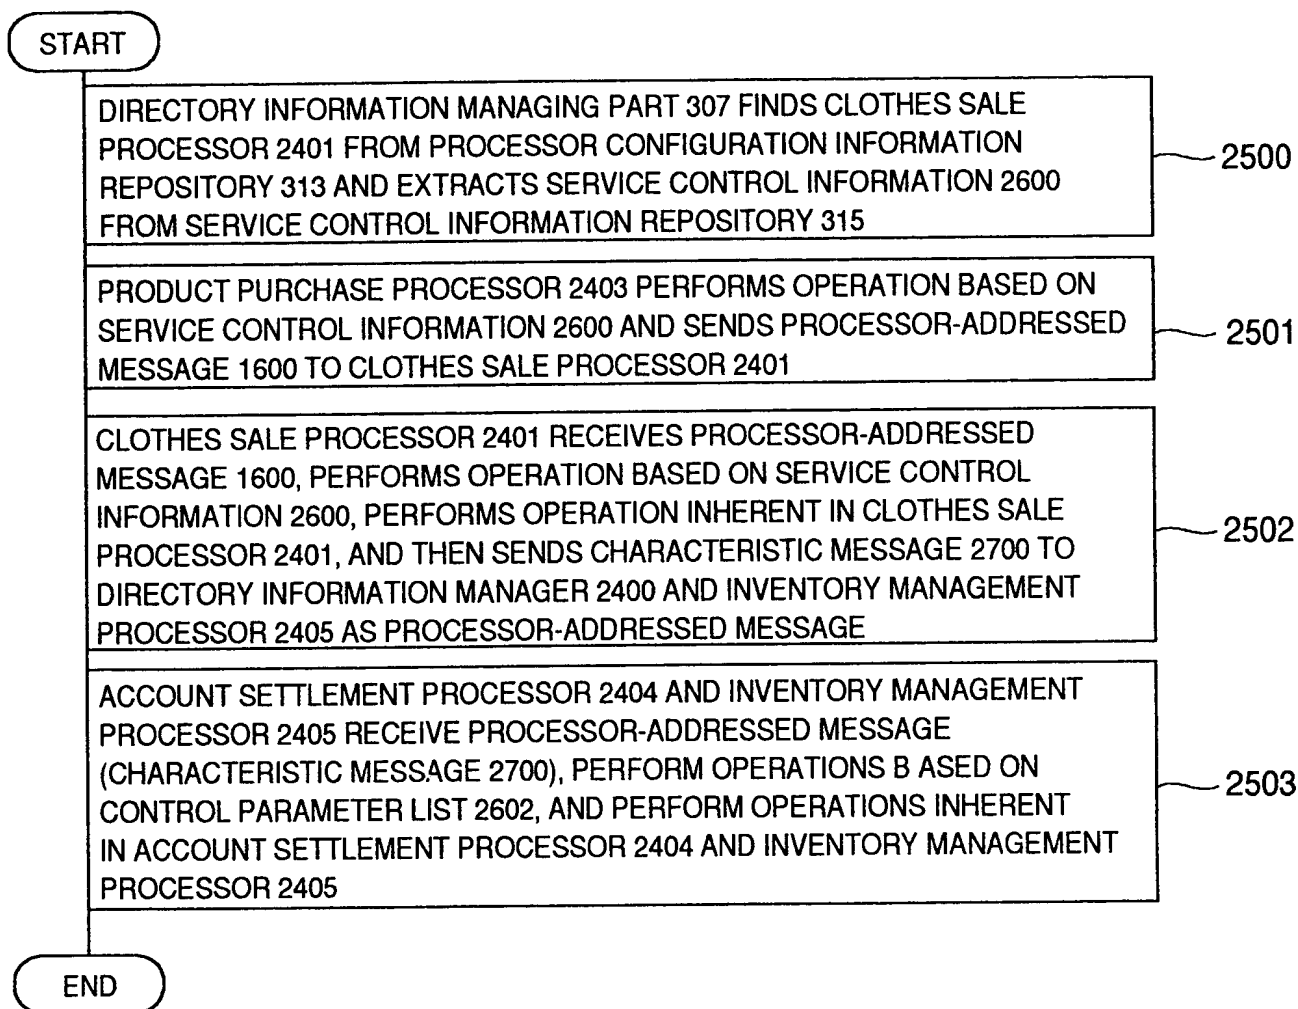 START
DIRECTORY INFORMATION MANAGING PART 307 FINDS CLOTHES SALE
PROCESSOR 2401 FROM PROCESSOR CONFIGURATION INFORMATION
REPOSITORY 313 AND EXTRACTS SERVICE CONTROL INFORMATION 2600
FROM SERVICE CONTROL INFORMATION REPOSITORY 315
2500
PRODUCT PURCHASE PROCESSOR 2403 PERFORMS OPERATION BASED ON
SERVICE CONTROL INFORMATION 2600 AND SENDS PROCESSOR-ADDRESSED
MESSAGE 1600 TO CLOTHES SALE PROCESSOR 2401
2501
CLOTHES SALE PROCESSOR 2401 RECEIVES PROCESSOR-ADDRESSED
MESSAGE 1600, PERFORMS OPERATION BASED ON SERVICE CONTROL
INFORMATION 2600, PERFORMS OPERATION INHERENT IN CLOTHES SALE
PROCESSOR 2401, AND THEN SENDS CHARACTERISTIC MESSAGE 2700 TO
DIRECTORY INFORMATION MANAGER 2400 AND INVENTORY MANAGEMENT
PROCESSOR 2405 AS PROCESSOR-ADDRESSED MESSAGE
2502
ACCOUNT SETTLEMENT PROCESSOR 2404 AND INVENTORY MANAGEMENT
PROCESSOR 2405 RECEIVE PROCESSOR-ADDRESSED MESSAGE
(CHARACTERISTIC MESSAGE 2700), PERFORM OPERATIONS B ASED ON
CONTROL PARAMETER LIST 2602, AND PERFORM OPERATIONS INHERENT
IN ACCOUNT SETTLEMENT PROCESSOR 2404 AND INVENTORY MANAGEMENT
PROCESSOR 2405
2503
END